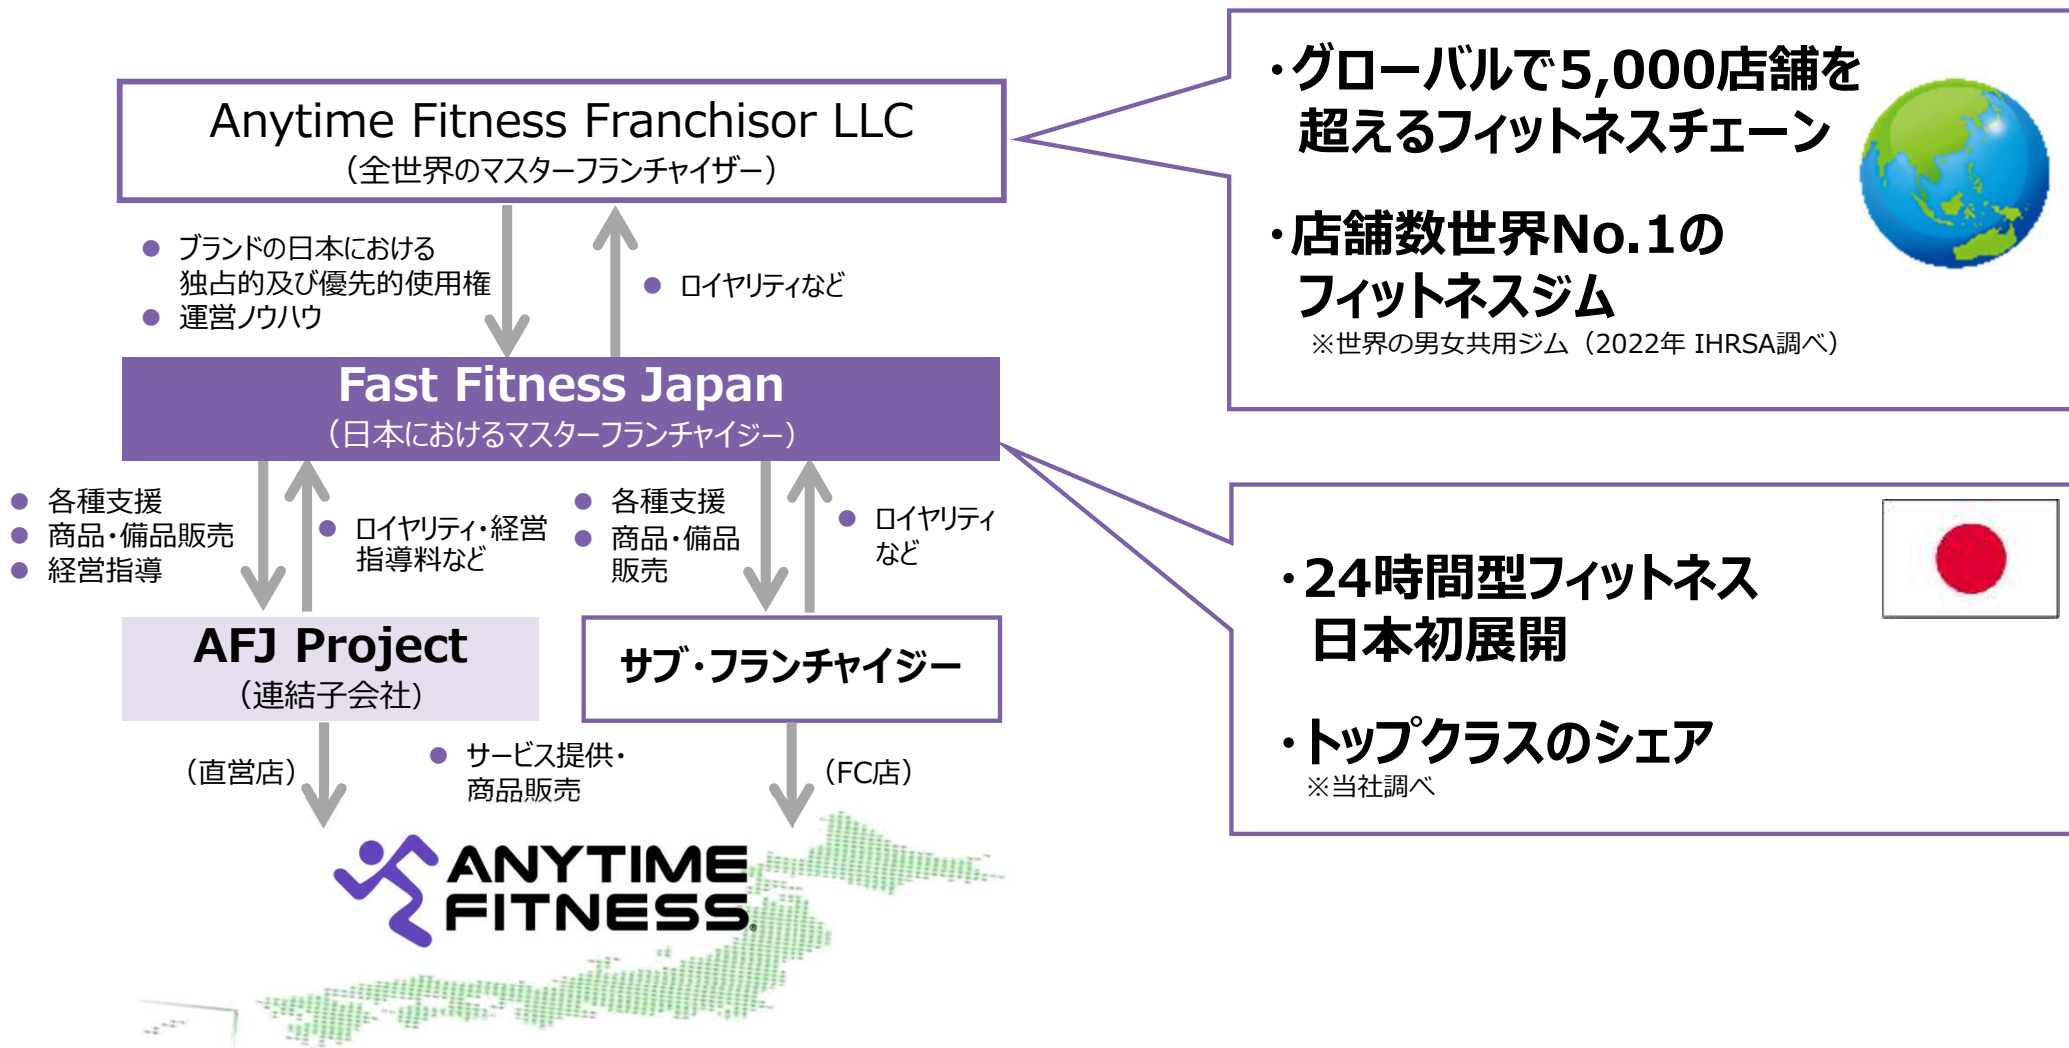 Anytime Fitness Franchisor LLC
（全世界のマスターフランチャイザー）
● ブランドの日本における
独占的及び優先的使用権
● 運営ノウハウ
● ロイヤリティなど
Fast Fitness Japan
（日本におけるマスターフランチャイジー）
● 各種支援
● 商品・備品販売
● 経営指導
● ロイヤリティ・経営
指導料など
● 各種支援
● 商品・備品
販売
● ロイヤリティ
など
AFJ Project
（連結子会社）
サブ・フランチャイジー
（直営店）
● サービス提供・
商品販売
（FC店）
ANYTIME
FITNESS
・グローバルで5,000店舗を
超えるフィットネスチェーン
・店舗数世界No.1の
フィットネスジム
※世界の男女共用ジム（2022年 IHRSA調べ）
・24時間型フィットネス
日本初展開
・トップクラスのシェア
※当社調べ